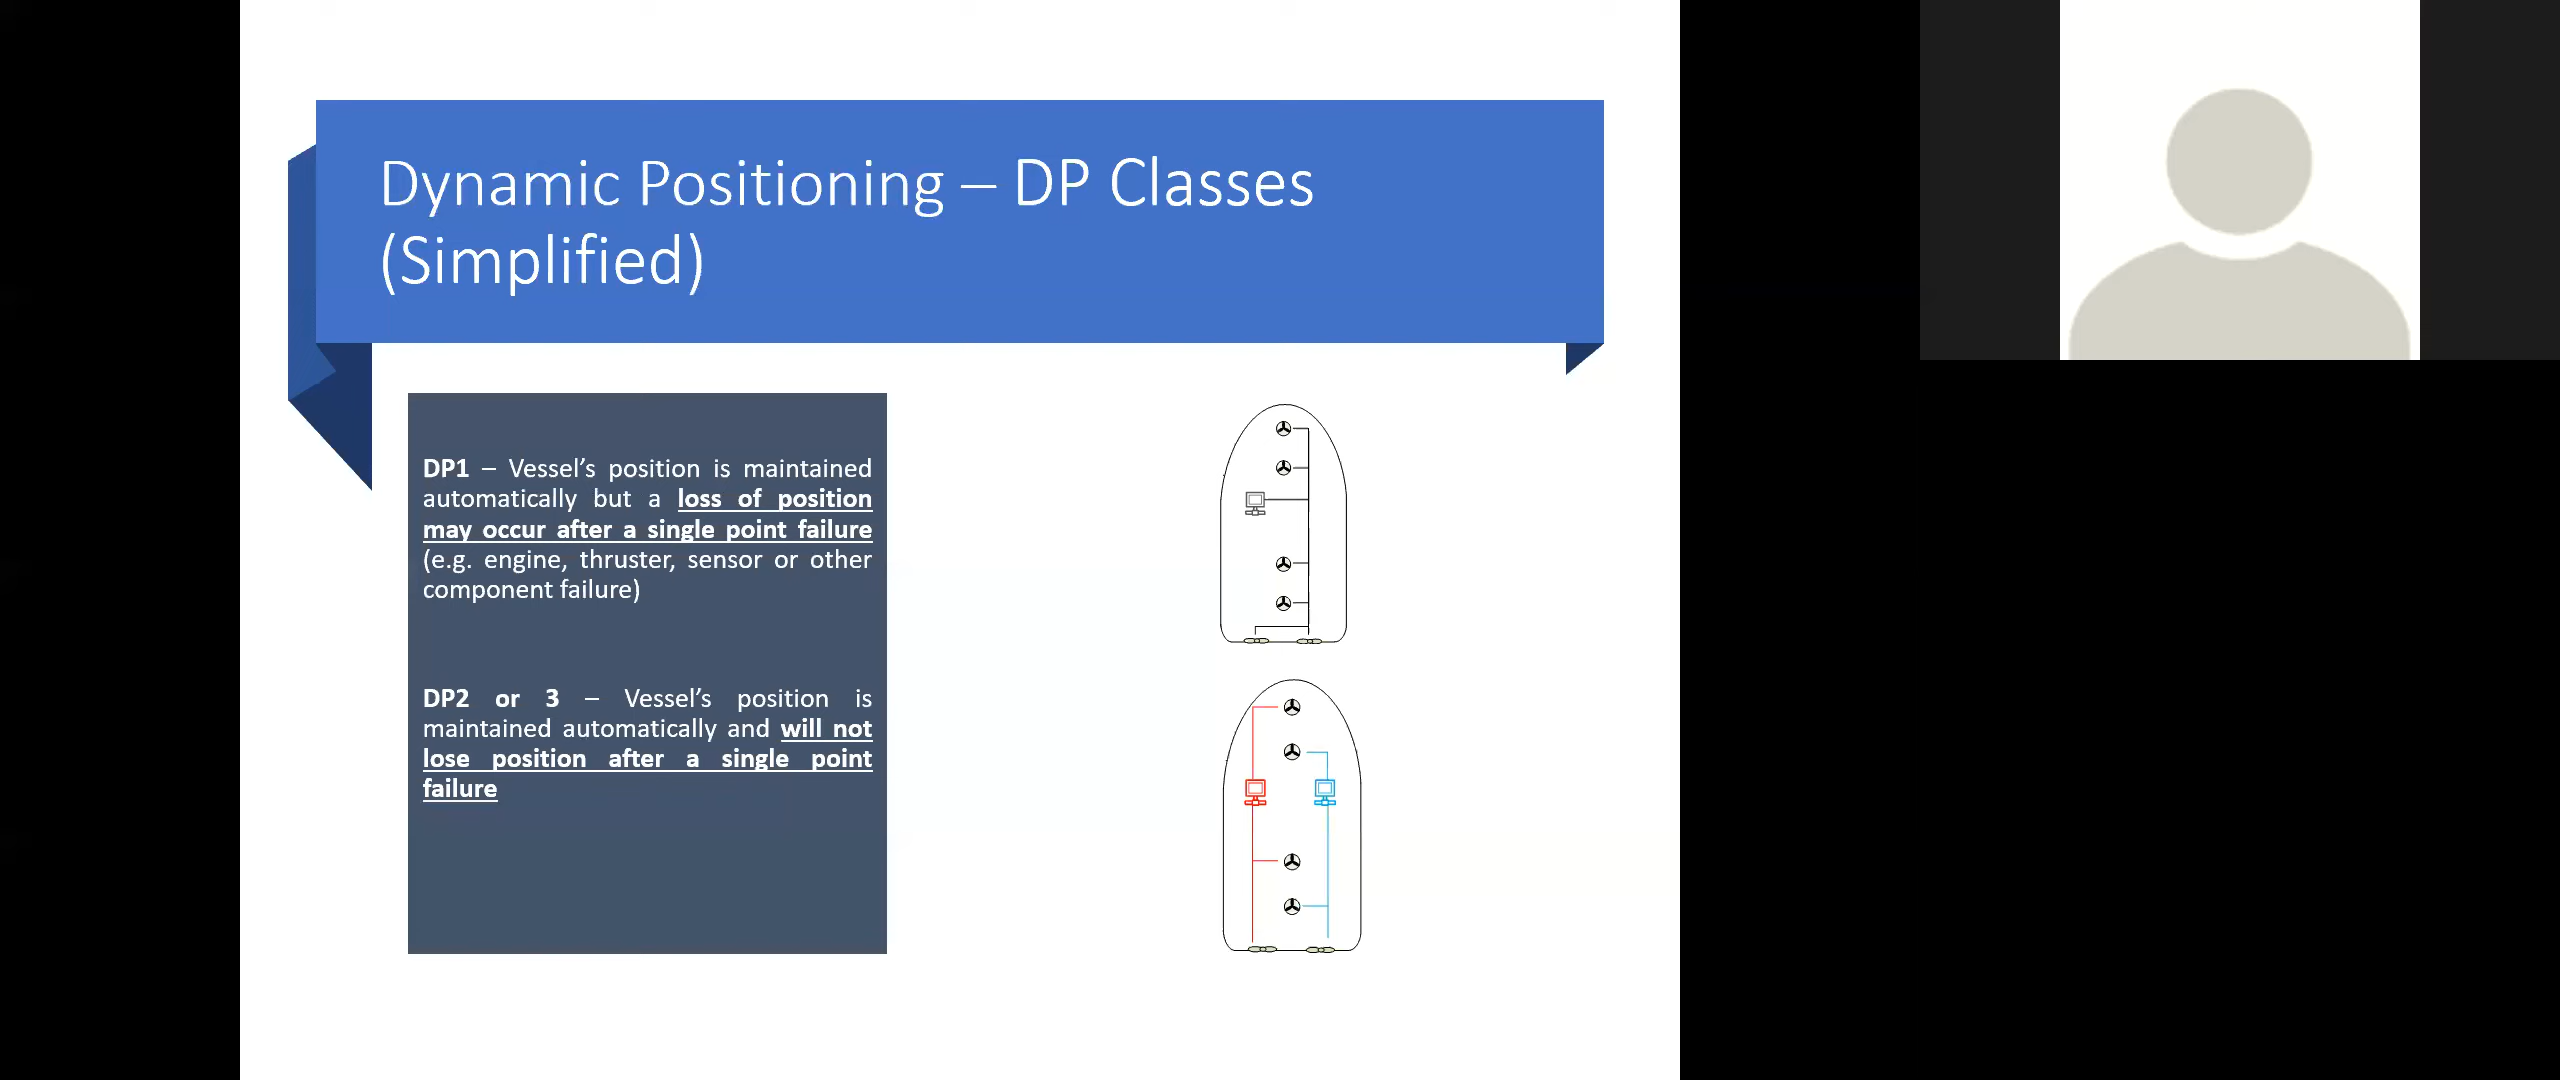 Dynamic Positioning – DP Classes
(Simplified)
DP1 – Vessel’s position is maintained
automatically but a loss of position
may occur after a single point failure
(e.g. engine, thruster, sensor or other
component failure)
DP2 or 3 – Vessel’s position is
maintained automatically and will not
lose position after a single point
failure